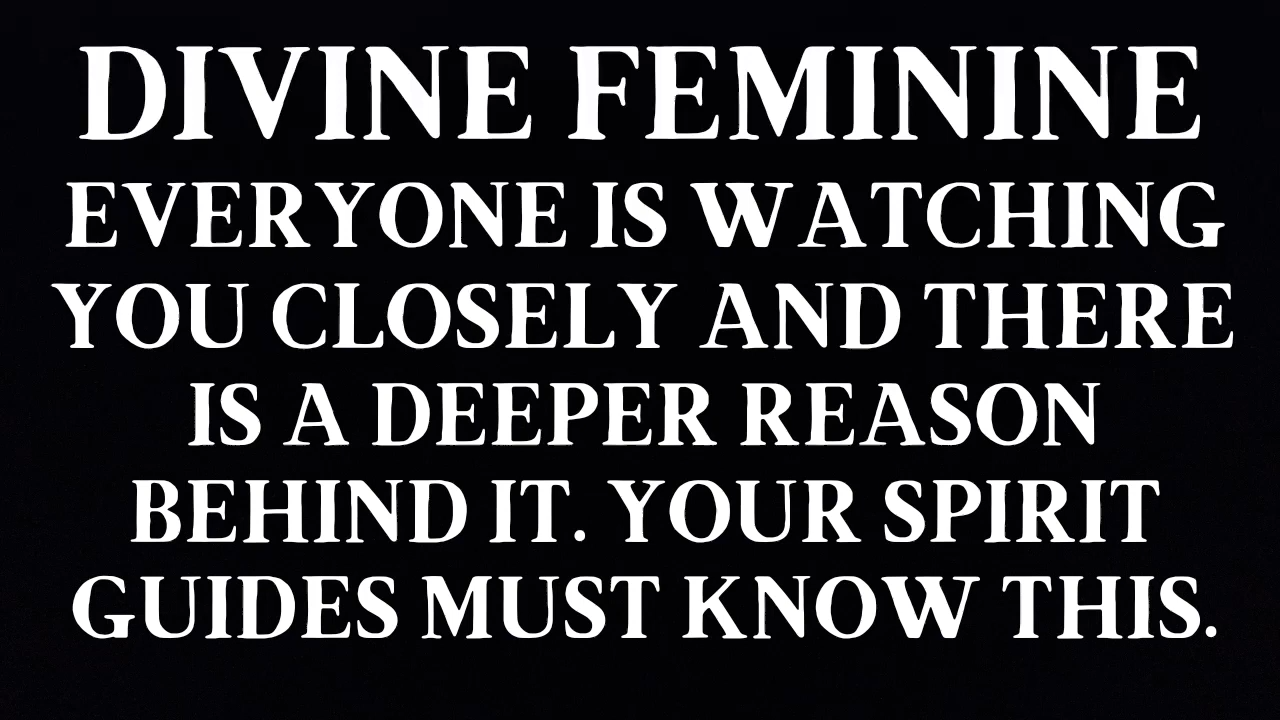 DIVINE FEMININE
EVERYONE IS WATCHING
YOU CLOSELY AND THERE
IS A DEEPER REASON
BEHIND IT. YOUR SPIRIT
GUIDES MUST KNOW THIS.